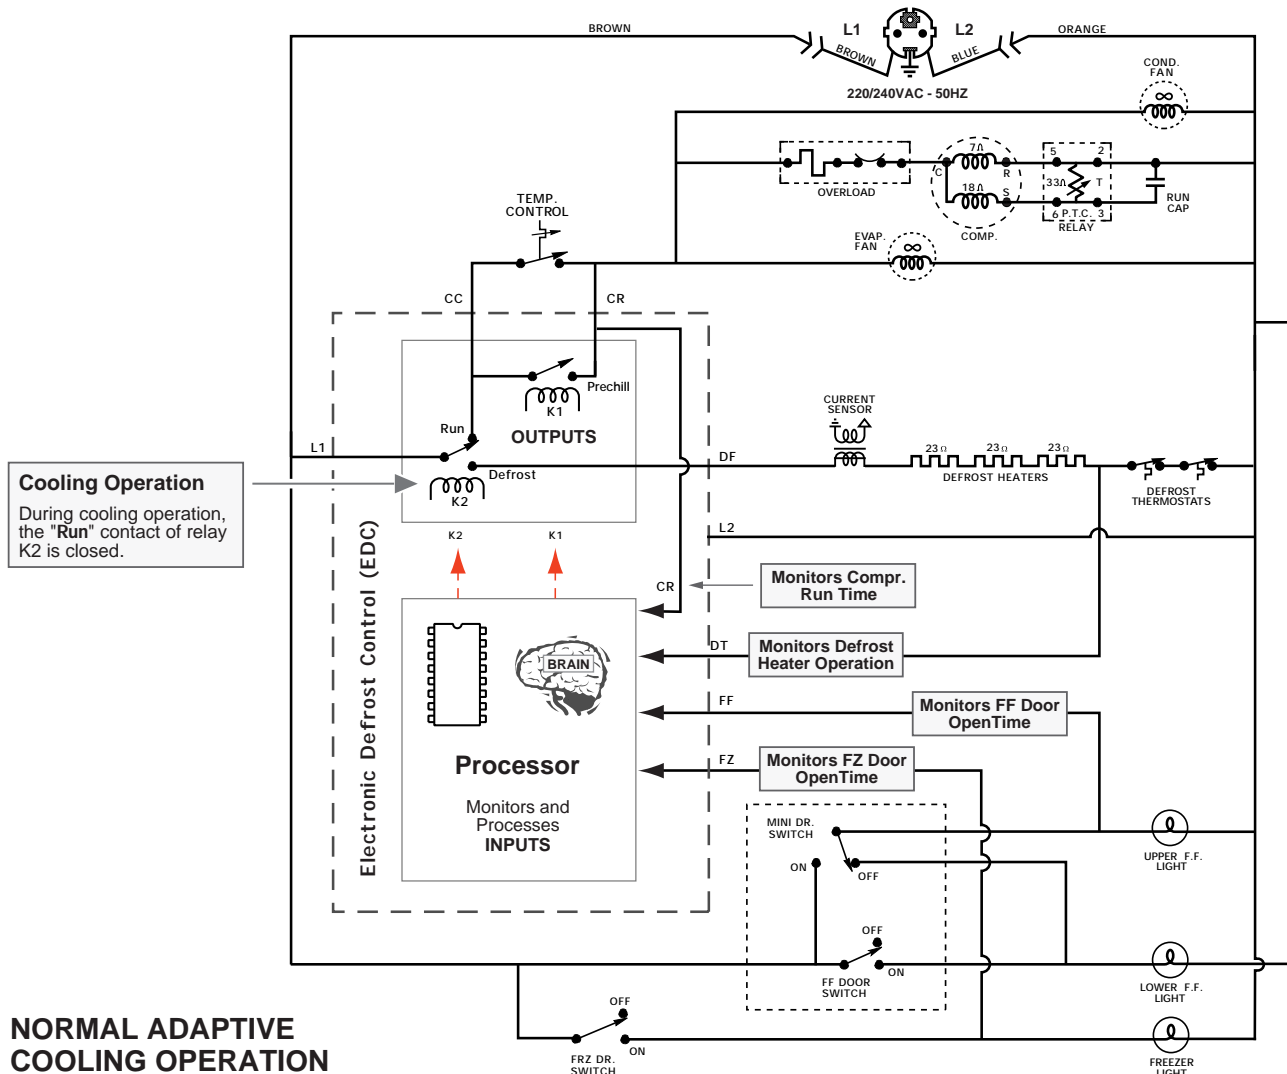 BROWN
L1
L2
ORANGE
BROWN
BLUE
220/240VAC - 50HZ
COND.
FAN
7Ω
5
2
C
R
33Ω
T
OVERLOAD
18Ω
S
RUN
CAP
6 P.T.C. 3
RELAY
COMP.
TEMP.
CONTROL
EVAP.
FAN
CC
CR
Prechill
K1
CURRENT
SENSOR
Run
OUTPUTS
L1
23Ω
23Ω
23Ω
DF
Defrost
DEFROST HEATERS
DEFROST
THERMOSTATS
K2
Cooling Operation
During cooling operation,
the "Run" contact of relay
K2 is closed.
L2
K2
K1
Electronic Defrost Control (EDC)
CR
Monitors Compr.
Run Time
DT
Monitors Defrost
Heater Operation
BRAIN
FF
Monitors FF Door
OpenTime
FZ
Monitors FZ Door
OpenTime
Processor
Monitors and
Processes
INPUTS
MINI DR.
SWITCH
ON
OFF
UPPER F.F.
LIGHT
OFF
ON
FF DOOR
SWITCH
LOWER F.F.
LIGHT
OFF
ON
FRZ DR.
SWITCH
FREEZER
LIGHT
NORMAL ADAPTIVE
COOLING OPERATION